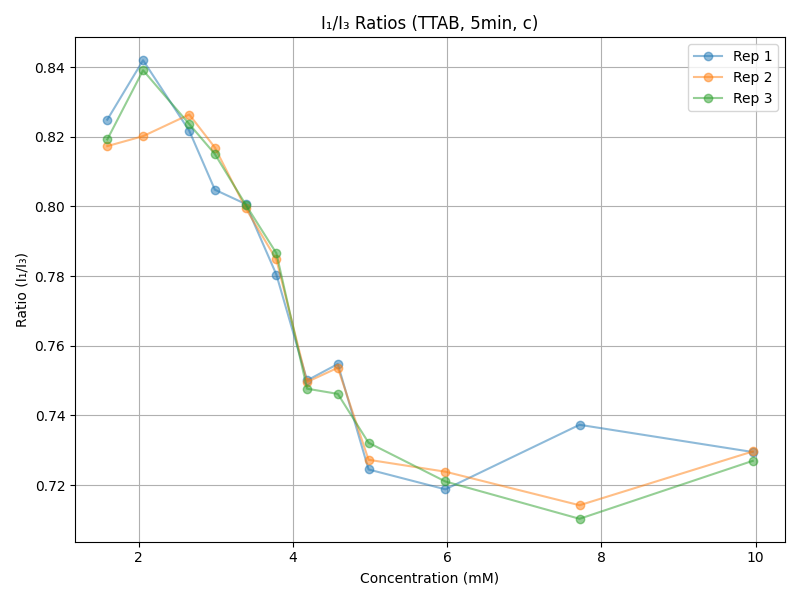 I₁/I₃ Ratios (TTAB, 5min, c)
Rep 1
Rep 2
Rep 3
Ratio (I₁/I₃)
0.84
0.82
0.80
0.78
0.76
0.74
0.72
2
4
6
8
10
Concentration (mM)